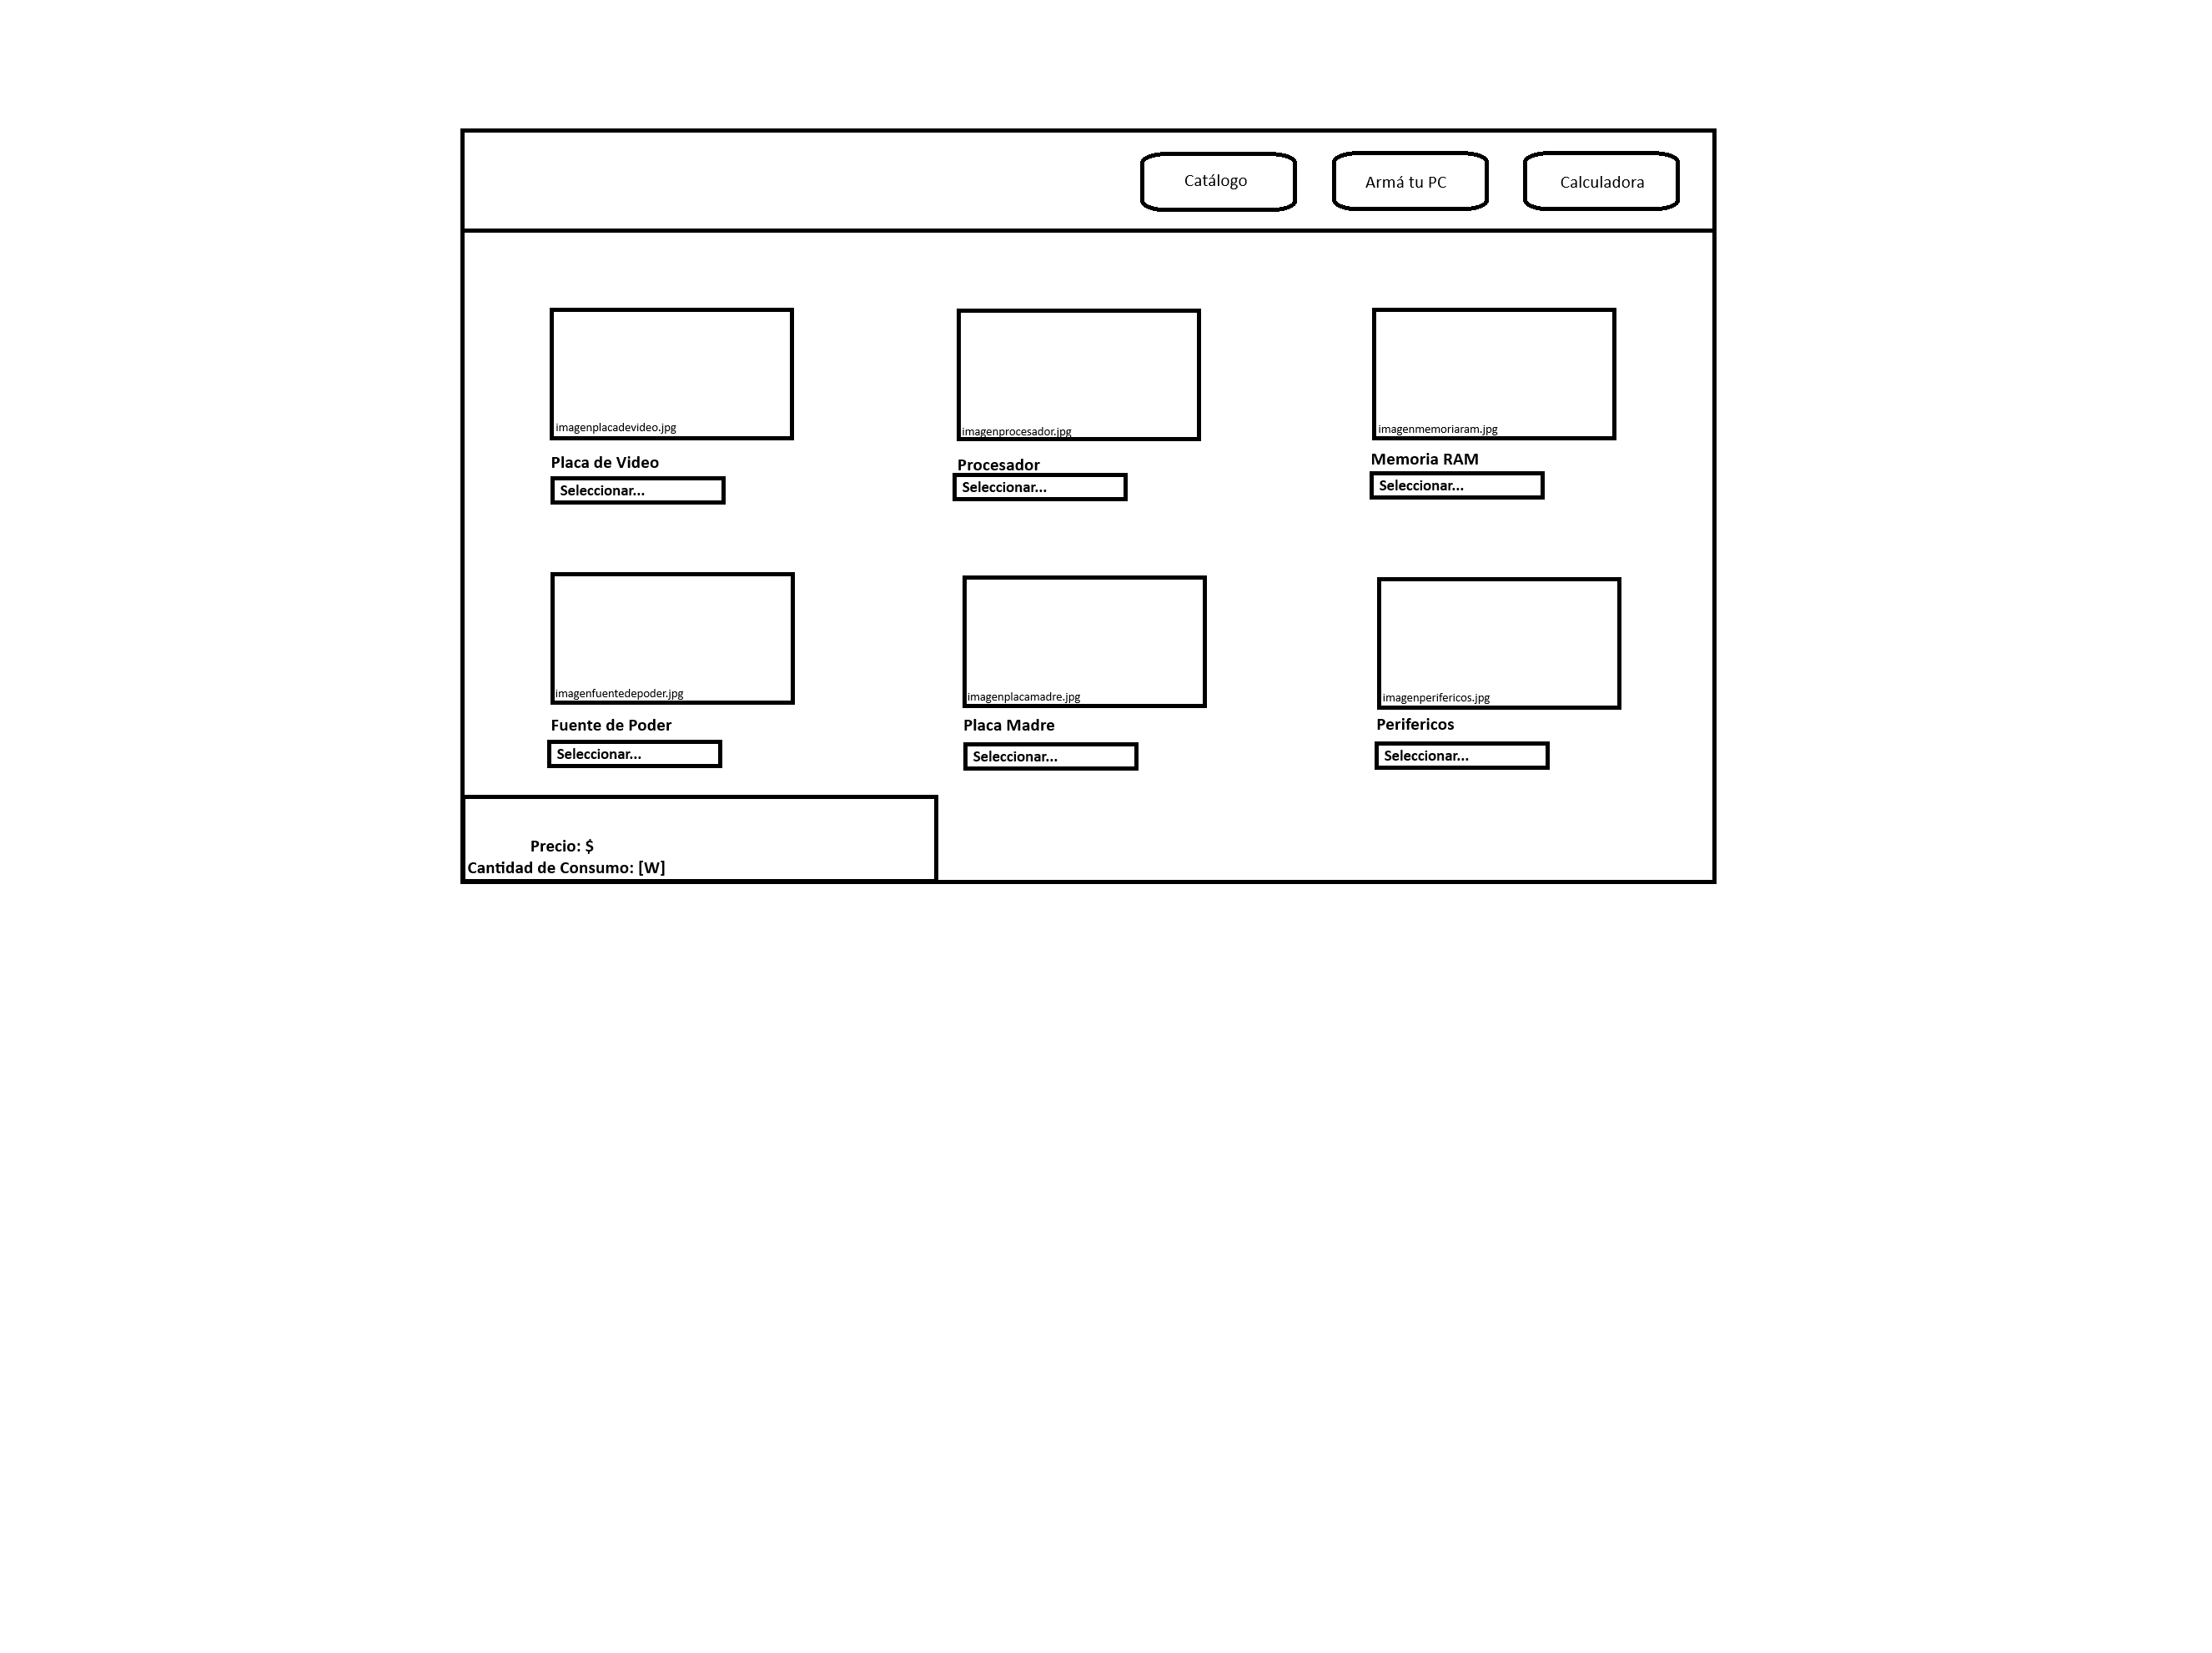 Catálogo
Armá tu PC
Calculadora
imagenplacadevideo.jpg
imagenprocesador.jpg
imagenmemoriaram.jpg
Placa de Video
Procesador
Memoria RAM
Seleccionar...
Seleccionar...
Seleccionar...
imagenfuentedepoder.jpg
imagenplacamadre.jpg
imagenperifericos.jpg
Fuente de Poder
Placa Madre
Perifericos
Seleccionar...
Seleccionar...
Seleccionar...
Precio: $
Cantidad de Consumo: [W]